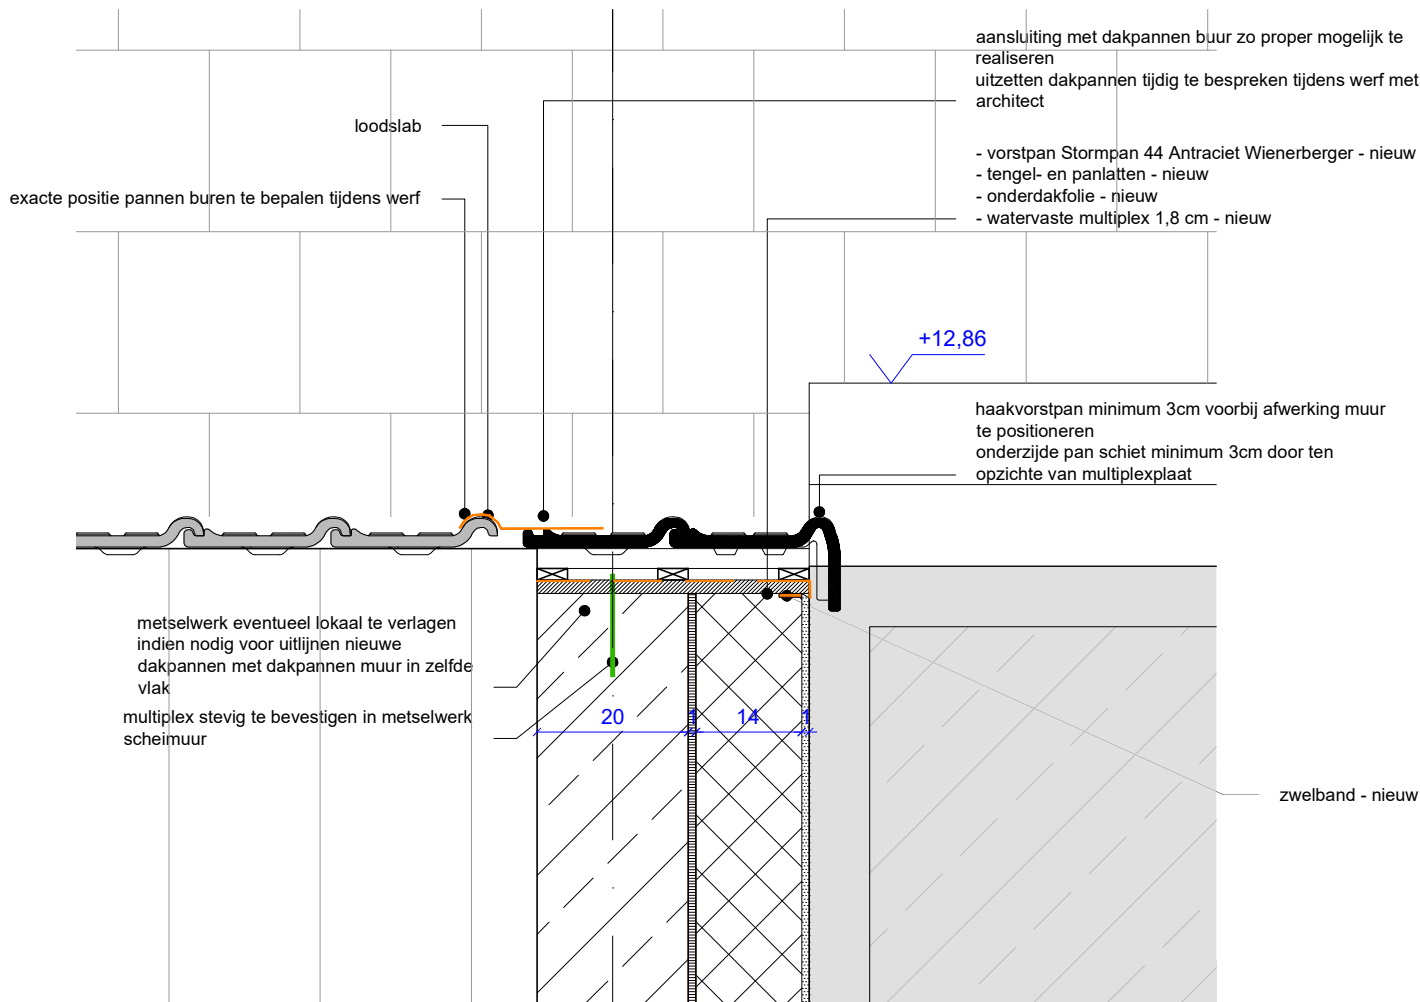 aansluiting met dakpannen buur zo proper mogelijk te
realiseren
uitzetten dakpannen tijdig te bespreken tijdens werf met
architect
loodslab
- vorstpan Stormpan 44 Antraciet Wienerberger - nieuw
- tengel- en panlatten - nieuw
- onderdakfolie - nieuw
- watervaste multiplex 1,8 cm - nieuw
exacte positie pannen buren te bepalen tijdens werf
+12,86
haakvorstpan minimum 3cm voorbij afwerking muur
te positioneren
onderzijde pan schiet minimum 3cm door ten
opzichte van multiplexplaat
metselwerk eventueel lokaal te verlagen
indien nodig voor uitlijnen nieuwe
dakpannen met dakpannen muur in zelfde
vlak
multiplex stevig te bevestigen in metselwerk
scheimuur
20 1 14 1
zwelband - nieuw